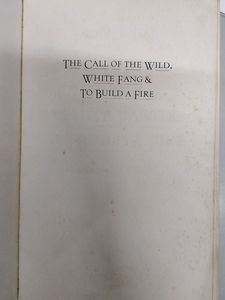 THE CALL OF THE WILD,
WHITE FANG &
TO BUILD A FIRE